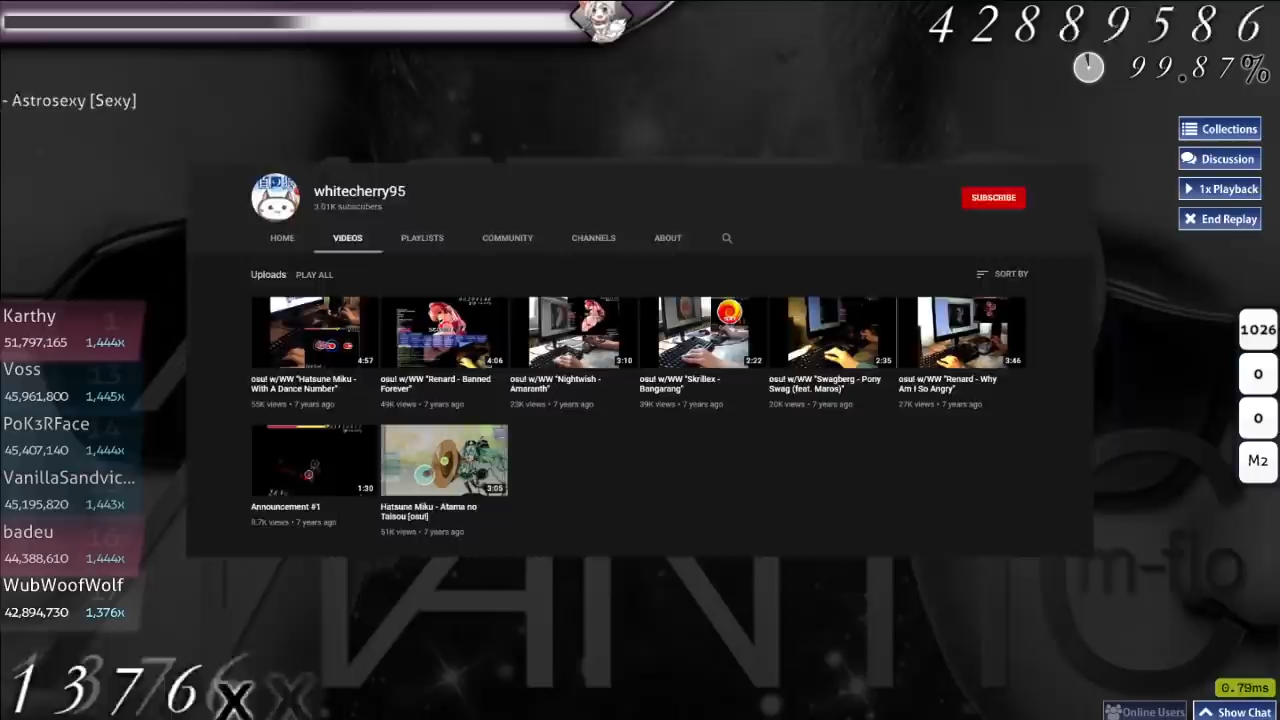 42889586
99.87%
- Astrosexy [Sexy]
Collections
Discussion
1x Playback
End Replay
whitecherry95
3.01K subscribers
SUBSCRIBE
HOME VIDEOS PLAYLISTS COMMUNITY CHANNELS ABOUT
Uploads PLAY ALL
SORT BY
4:57
osu! w/WW "Hatsune Miku -
With A Dance Number"
55K views • 7 years ago
4:06
osu! w/WW "Renard - Banned
Forever"
49K views • 7 years ago
3:10
osu! w/WW "Nightwish -
Amaranth"
23K views • 7 years ago
2:22
osu! w/WW "Skrillex -
Bangarang"
39K views • 7 years ago
2:35
osu! w/WW "Swagberg - Pony
Swag (feat. Maros)"
20K views • 7 years ago
3:46
osu! w/WW "Renard - Why
Am I So Angry"
27K views • 7 years ago
1:30
Announcement #1
8.7K views • 7 years ago
3:05
Hatsune Miku - Atama no
Taisou [osu!]
51K views • 7 years ago
Karthy
51,797,165 1,444x
Voss
45,961,800 1,445x
PoK3RFace
45,407,140 1,444x
VanillaSandvic...
45,195,820 1,443x
badeu
44,388,610 1,444x
WubWoofWolf
42,894,730 1,376x
1026
0
0
M2
m-flo
1376x
0.79ms
Online Users
Show Chat